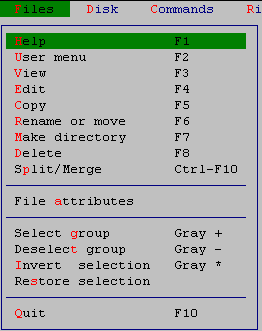 Files Disk Commands Ri
Help F1
User menu F2
View F3
Edit F4
Copy F5
Rename or move F6
Make directory F7
Delete F8
Split/Merge Ctrl-F10
File attributes
Select group Gray +
Deselect group Gray -
Invert selection Gray *
Restore selection
Quit F10